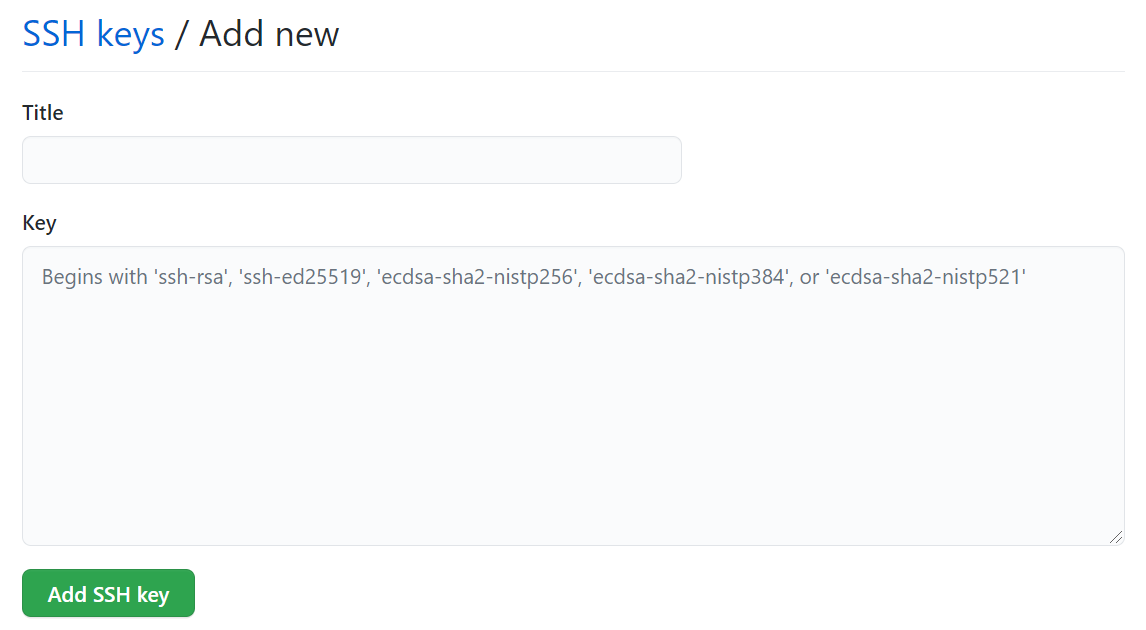 SSH keys / Add new
Title
Key
Begins with 'ssh-rsa', 'ssh-ed25519', 'ecdsa-sha2-nistp256', 'ecdsa-sha2-nistp384', or 'ecdsa-sha2-nistp521'
Add SSH key